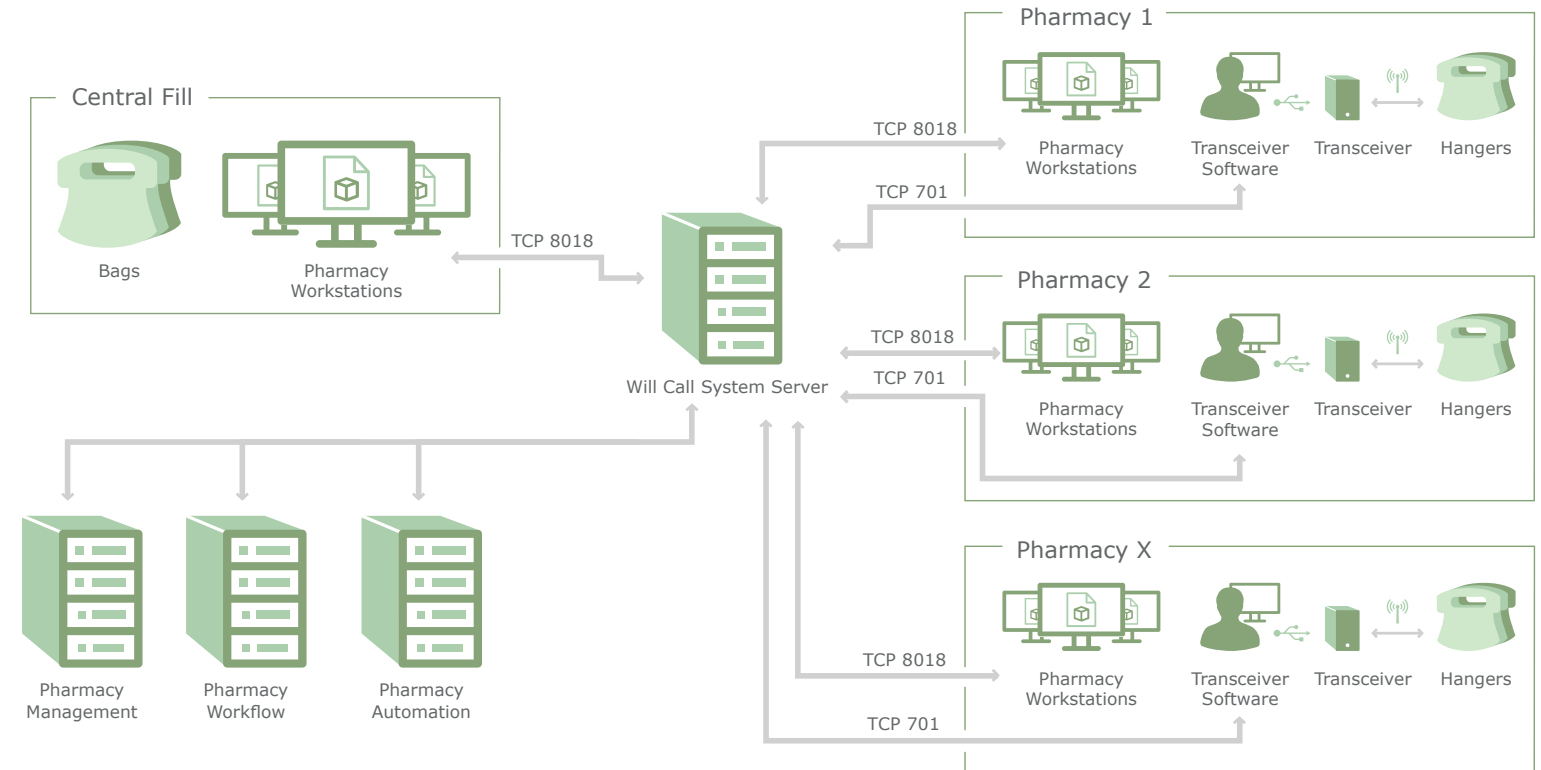 Central Fill
Bags
Pharmacy
Workstations
TCP 8018
Will Call System Server
Pharmacy
Management
Pharmacy
Workflow
Pharmacy
Automation
Pharmacy 1
TCP 8018
TCP 701
Pharmacy
Workstations
Transceiver
Software
Transceiver
Hangers
Pharmacy 2
TCP 8018
TCP 701
Pharmacy
Workstations
Transceiver
Software
Transceiver
Hangers
Pharmacy X
TCP 8018
TCP 701
Pharmacy
Workstations
Transceiver
Software
Transceiver
Hangers